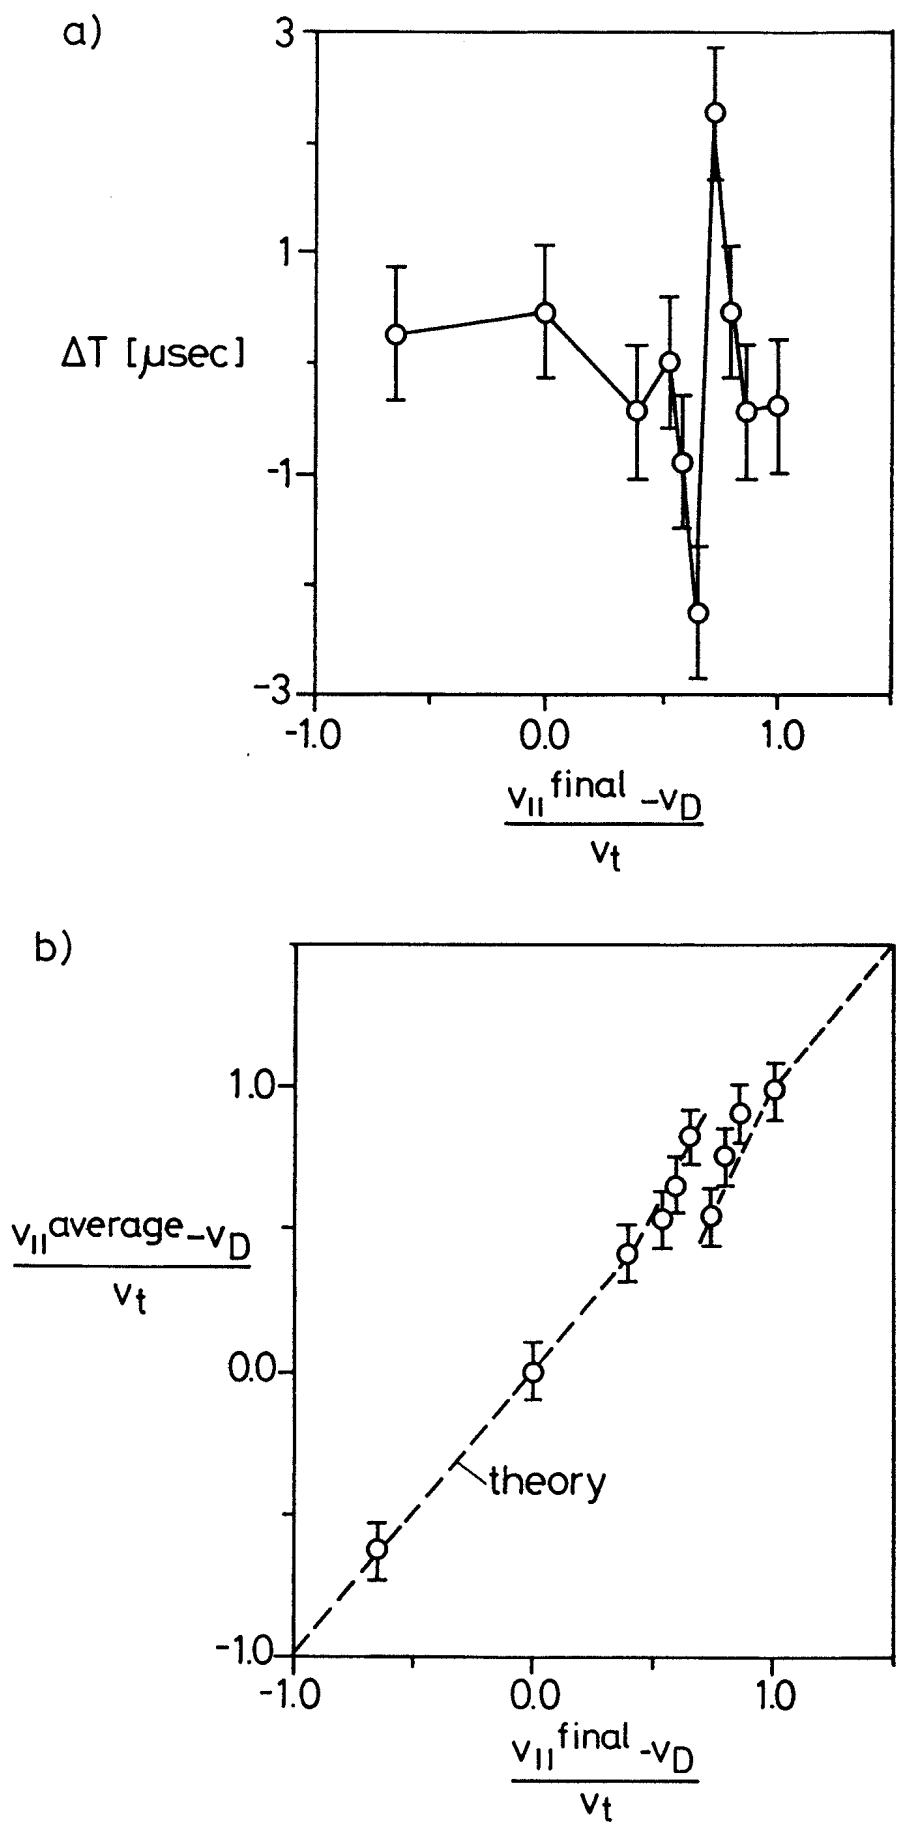 a)
3
1
ΔT [μsec]
-1
-3
-1.0 0.0 1.0
v|| final -vD
vt
b)
1.0
v|| average -vD
vt
0.0
theory
-1.0
-1.0 0.0 1.0
v|| final -vD
vt